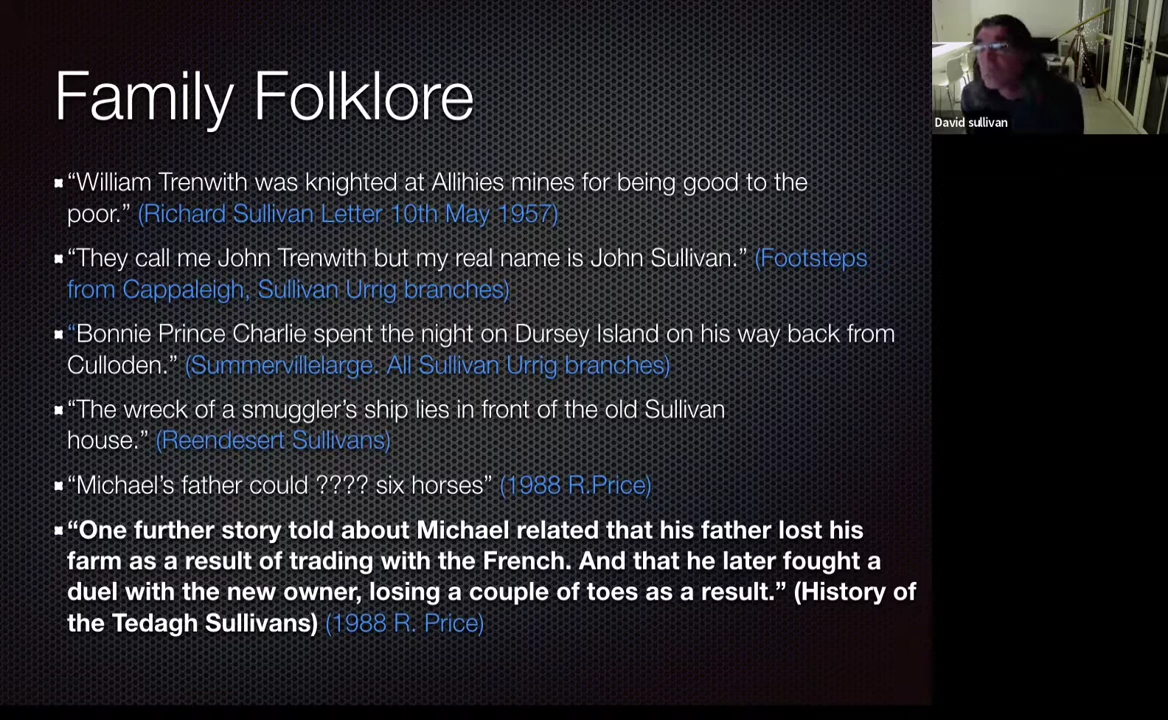 Family Folklore
“William Trenwith was knighted at Allihies mines for being good to the
poor.” (Richard Sullivan Letter 10th May 1957)
“They call me John Trenwith but my real name is John Sullivan.” (Footsteps
from Cappaleigh, Sullivan Urrig branches)
“Bonnie Prince Charlie spent the night on Dursey Island on his way back from
Culloden.” (Summervillelarge. All Sullivan Urrig branches)
“The wreck of a smuggler’s ship lies in front of the old Sullivan
house.” (Reendesert Sullivans)
“Michael’s father could ???? six horses” (1988 R.Price)
“One further story told about Michael related that his father lost his
farm as a result of trading with the French. And that he later fought a
duel with the new owner, losing a couple of toes as a result.” (History of
the Tedagh Sullivans) (1988 R. Price)
David sullivan